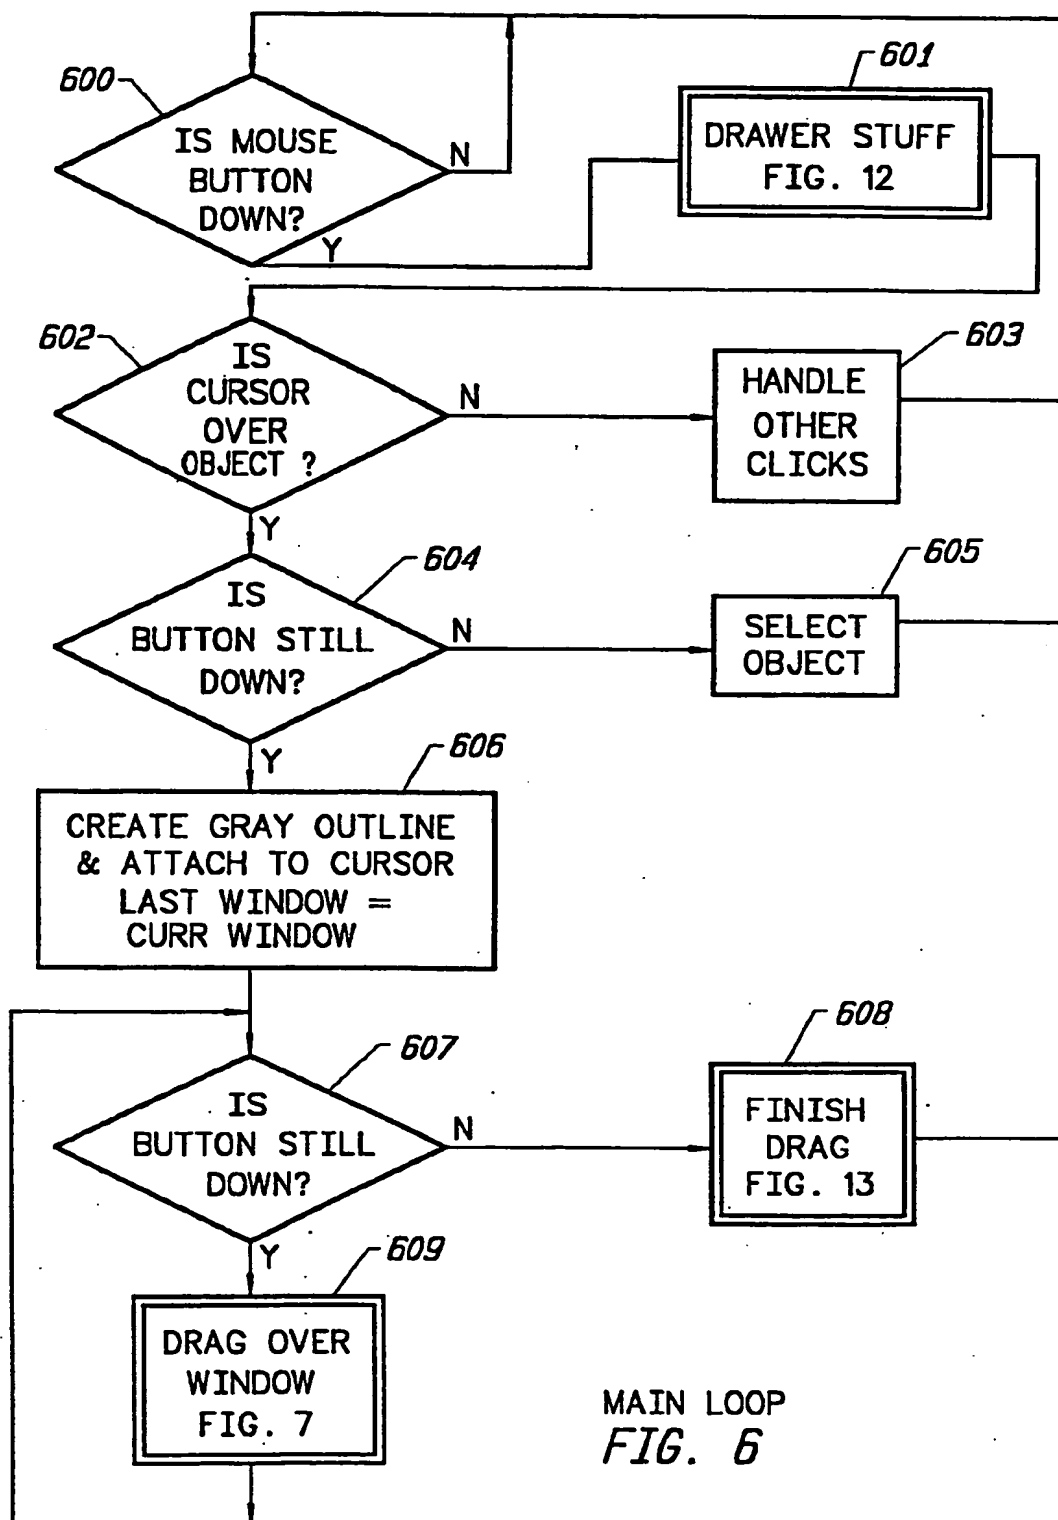 600
IS MOUSE
BUTTON
DOWN?
N
Y
601
DRAWER STUFF
FIG. 12
602
IS
CURSOR
OVER
OBJECT ?
N
Y
603
HANDLE
OTHER
CLICKS
604
IS
BUTTON STILL
DOWN?
N
Y
605
SELECT
OBJECT
606
CREATE GRAY OUTLINE
& ATTACH TO CURSOR
LAST WINDOW =
CURR WINDOW
607
IS
BUTTON STILL
DOWN?
N
Y
608
FINISH
DRAG
FIG. 13
609
DRAG OVER
WINDOW
FIG. 7
MAIN LOOP
FIG. 6